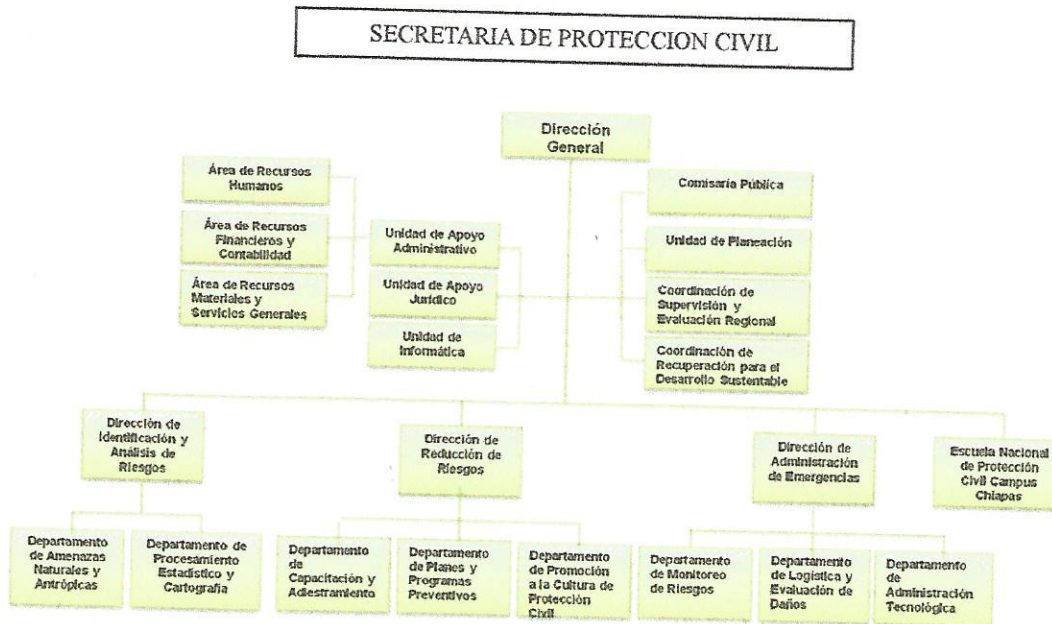 SECRETARIA DE PROTECCION CIVIL
Dirección
General
Área de Recursos
Humanos
Área de Recursos
Financieros y
Contabilidad
Área de Recursos
Materiales y
Servicios Generales
Unidad de Apoyo
Administrativo
Unidad de Apoyo
Jurídico
Unidad de
Informática
Comisaría Pública
Unidad de Planeación
Coordinación de
Supervisión y
Evaluación Regional
Coordinación de
Recuperación para el
Desarrollo Sustentable
Dirección de
Identificación y
Análisis de
Riesgos
Dirección de
Reducción de
Riesgos
Dirección de
Administración
de Emergencias
Escuela Nacional
de Protección
Civil Campus
Chiapas
Departamento
de Amenazas
Naturales y
Antrópicas
Departamento de
Procesamiento
Estadístico y
Cartografía
Departamento
de
Capacitación y
Adiestramiento
Departamento
de Planes y
Programas
Preventivos
Departamento
de Promoción
a la Cultura de
Protección
Civil
Departamento
de Monitoreo
de Riesgos
Departamento
de Logística y
Evaluación de
Daños
Departamento
de
Administración
Tecnológica